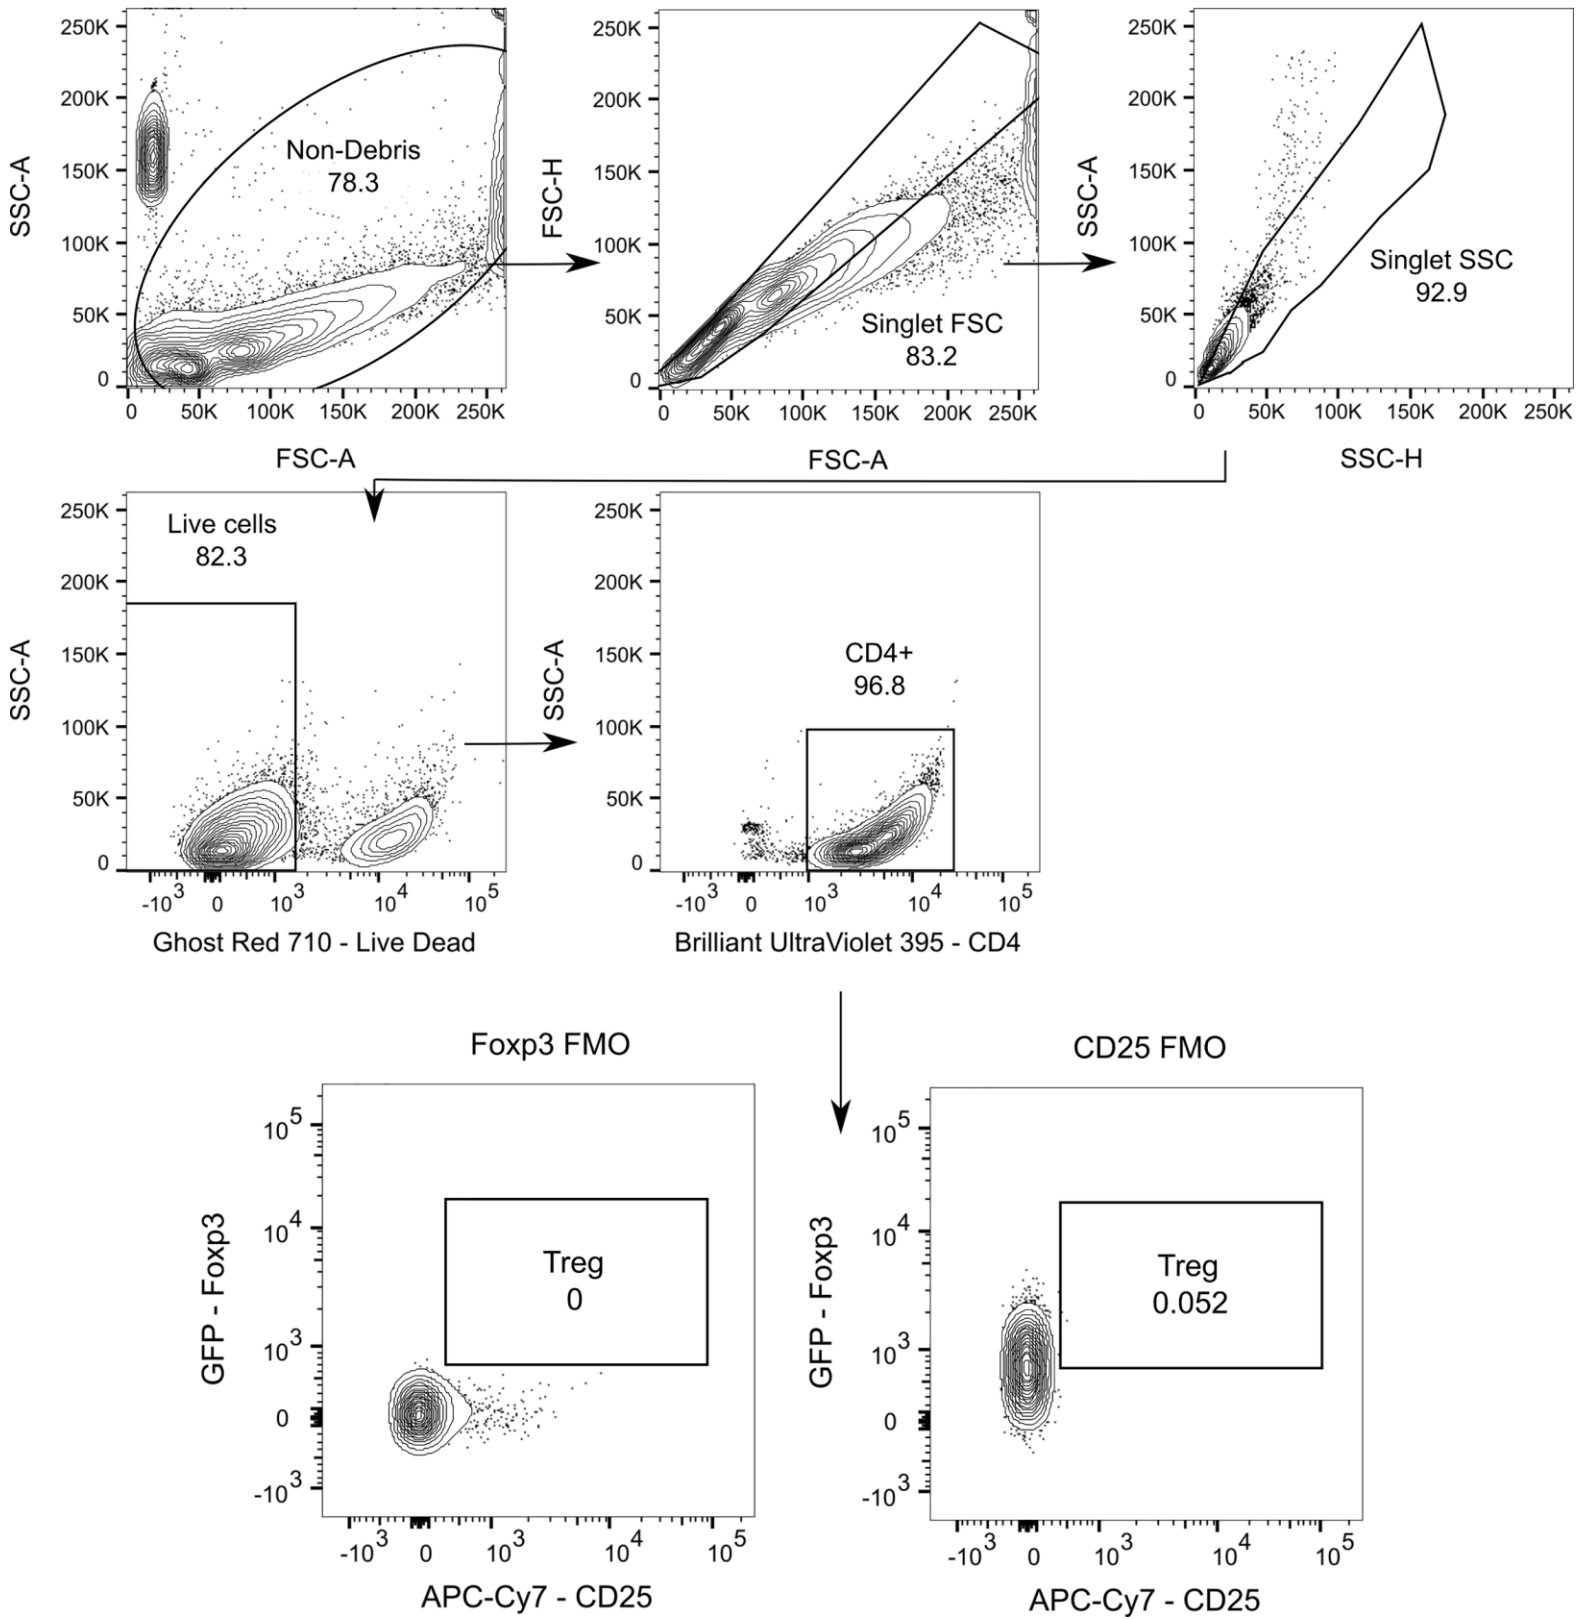 250K
200K
150K
100K
50K
0
SSC-A
Non-Debris
78.3
0 50K 100K 150K 200K 250K
FSC-A
250K
200K
150K
100K
50K
0
FSC-H
Singlet FSC
83.2
0 50K 100K 150K 200K 250K
FSC-A
250K
200K
150K
100K
50K
0
SSC-A
Singlet SSC
92.9
0 50K 100K 150K 200K 250K
SSC-H
250K
200K
150K
100K
50K
0
SSC-A
Live cells
82.3
-10³ 0 10³ 10⁴ 10⁵
Ghost Red 710 - Live Dead
250K
200K
150K
100K
50K
0
SSC-A
CD4+
96.8
-10³ 0 10³ 10⁴ 10⁵
Brilliant UltraViolet 395 - CD4
Foxp3 FMO
10⁵
10⁴
10³
0
-10³
GFP - Foxp3
Treg
0
-10³ 0 10³ 10⁴ 10⁵
APC-Cy7 - CD25
CD25 FMO
10⁵
10⁴
10³
0
-10³
GFP - Foxp3
Treg
0.052
-10³ 0 10³ 10⁴ 10⁵
APC-Cy7 - CD25